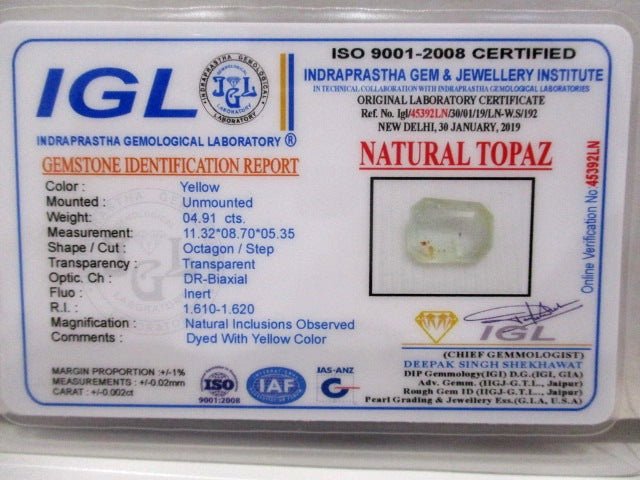 IGL
INDRAPRASTHA GEMOLOGICAL LABORATORY
INDRAPRASTHA GEMOLOGICAL LABORATORY ®
GEMSTONE IDENTIFICATION REPORT
Color : Yellow
Mounted : Unmounted
Weight: 04.91 cts.
Measurement: 11.32*08.70*05.35
Shape / Cut : Octagon / Step
Transparency : Transparent
Optic. Ch : DR-Biaxial
Fluo : Inert
R.I. : 1.610-1.620
Magnification : Natural Inclusions Observed
Comments : Dyed With Yellow Color
MARGIN PROPORTION :+/-1%
MEASUREMENTS : +/-0.02mm
CARAT : +/-0.002ct
ISO
9001:2008
IAF
IAS-ANZ
ISO 9001-2008 CERTIFIED
INDRAPRASTHA GEM & JEWELLERY INSTITUTE
IN TECHNICAL COLLABORATION WITH INDRAPRASTHA GEMOLOGICAL LABORATORIES
ORIGINAL LABORATORY CERTIFICATE
Ref. No. Igl/45392LN/30/01/19/LN-W.S/192
NEW DELHI, 30 JANUARY, 2019
NATURAL TOPAZ
Online Verification No. 45392LN
IGL
(CHIEF GEMMOLOGIST)
DEEPAK SINGH SHEKHAWAT
DIP Gemmology(IGI) D.G.(IGI, GIA)
Adv. Gemm. (IIGJ-G.T.L., Jaipur)
Rough Gem ID (IIGJ-G.T.L., Jaipur)
Pearl Grading & Jewellery Ess.(G.I.A, U.S.A)